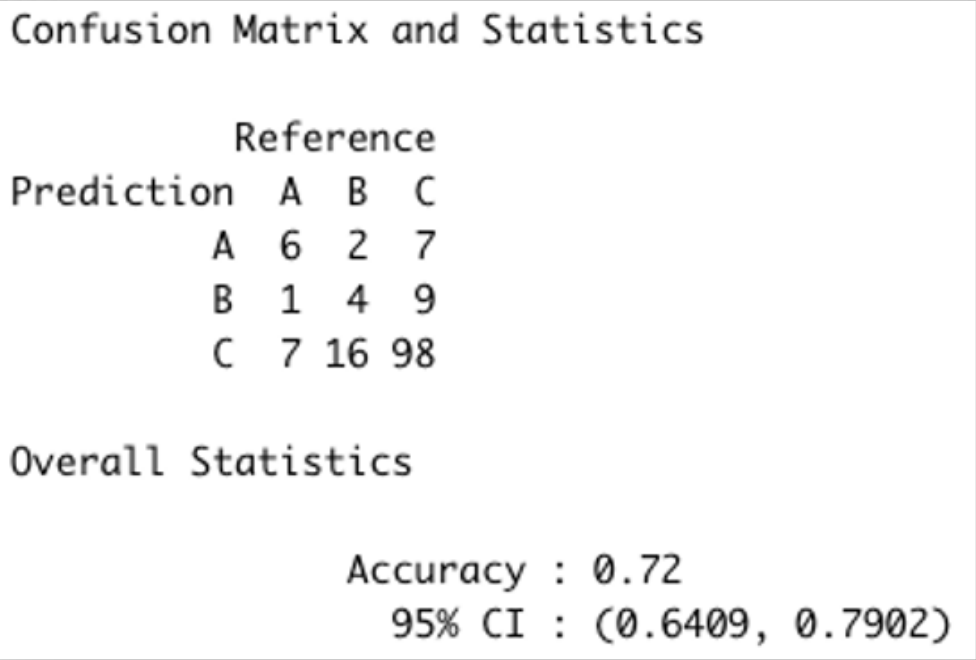 Confusion Matrix and Statistics
Reference
Prediction A B C
A 6 2 7
B 1 4 9
C 7 16 98
Overall Statistics
Accuracy : 0.72
95% CI : (0.6409, 0.7902)